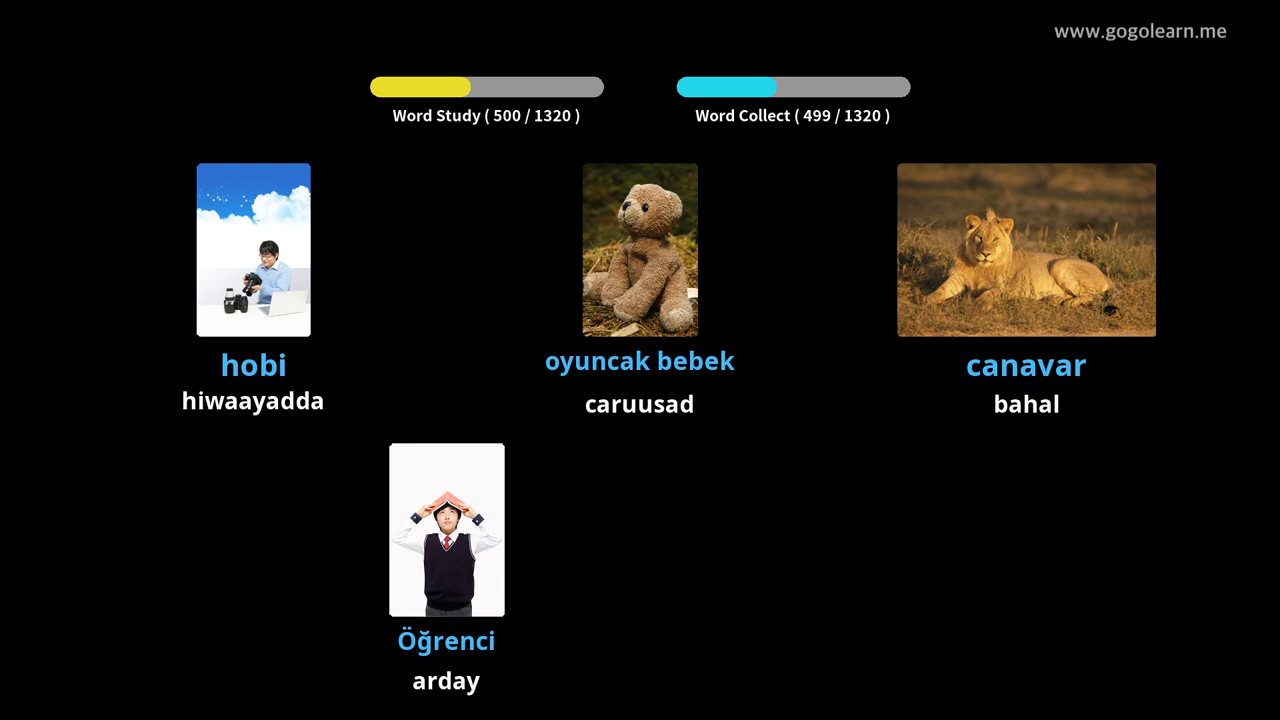 www.gogolearn.me
Word Study ( 500 / 1320 )
Word Collect ( 499 / 1320 )
hobi
hiwaayadda
oyuncak bebek
caruusad
canavar
bahal
Öğrenci
arday